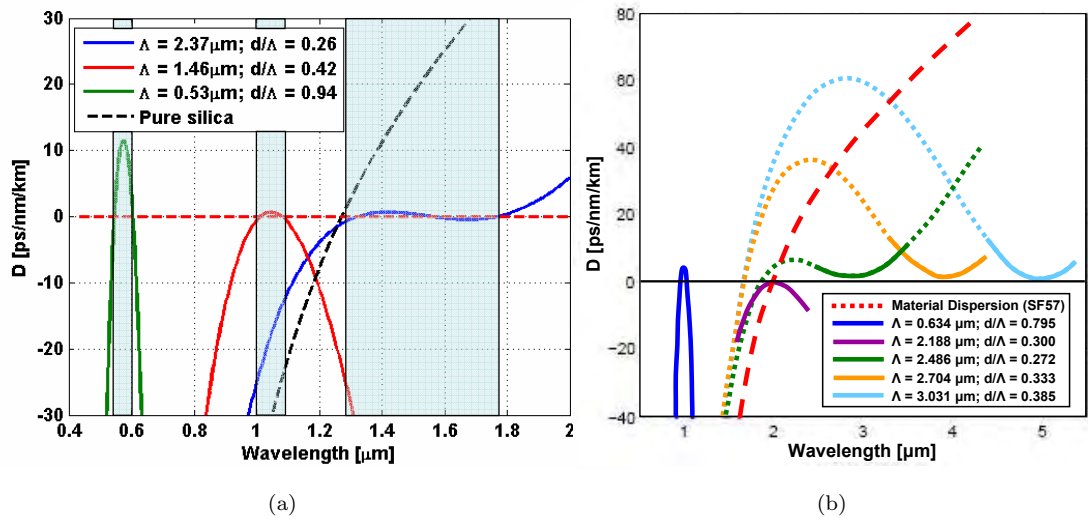 30
20
10
0
-10
-20
-30
D [ps/nm/km]
Λ = 2.37μm; d/Λ = 0.26
Λ = 1.46μm; d/Λ = 0.42
Λ = 0.53μm; d/Λ = 0.94
Pure silica
0.4 0.6 0.8 1 1.2 1.4 1.6 1.8 2
Wavelength [μm]
(a)
80
60
40
20
0
-20
-40
D [ps/nm/km]
Material Dispersion (SF57)
Λ = 0.634 μm; d/Λ = 0.795
Λ = 2.188 μm; d/Λ = 0.300
Λ = 2.486 μm; d/Λ = 0.272
Λ = 2.704 μm; d/Λ = 0.333
Λ = 3.031 μm; d/Λ = 0.385
1 2 3 4 5
Wavelength [μm]
(b)